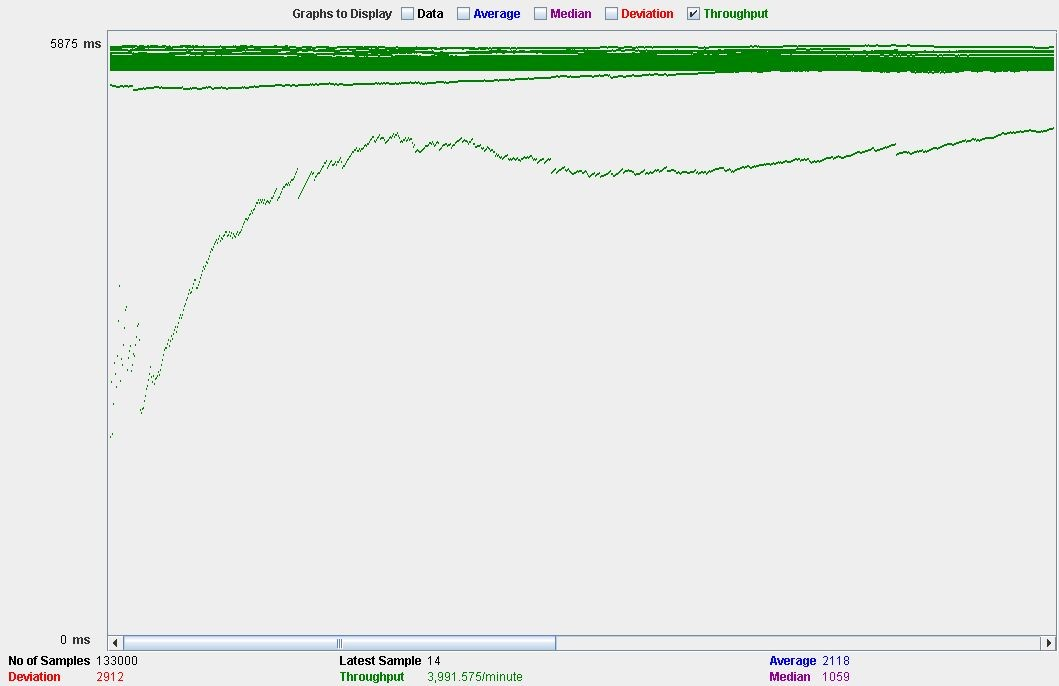 Graphs to Display Data Average Median Deviation Throughput
5875 ms
0 ms
No of Samples 133000 Latest Sample 14 Average 2118
Deviation 2912 Throughput 3,991.575/minute Median 1059